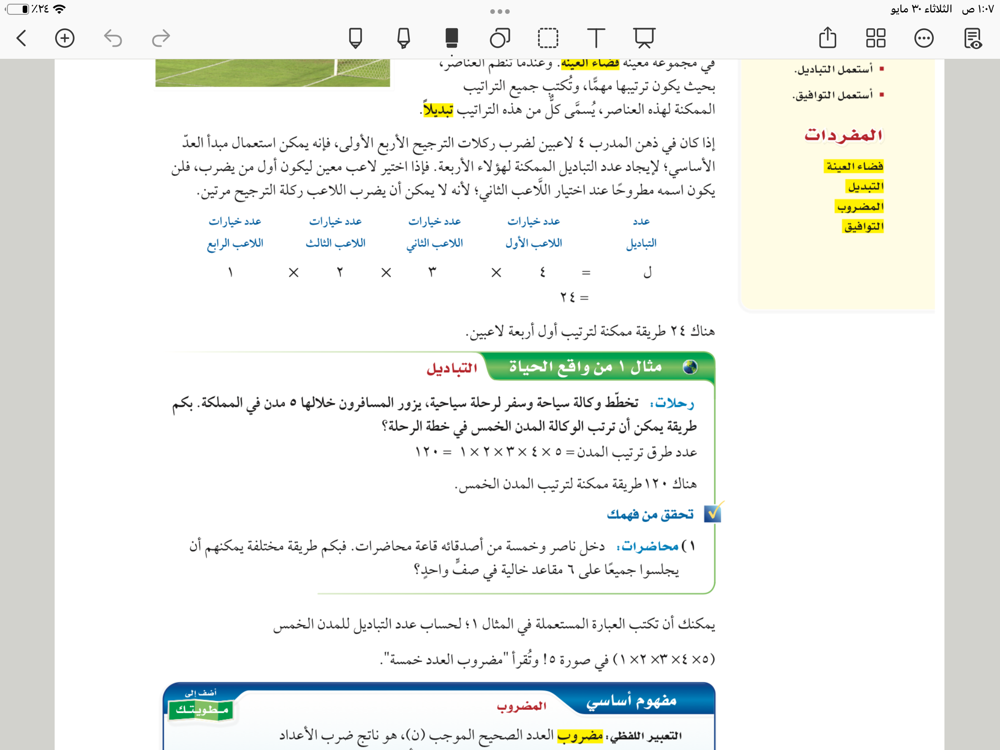 ١:٠٧ ص الثلاثاء ٣٠ مايو
٪٢٤
في مجموعة معينة فضاء العينة. وعندما تنظم العناصر،
بحيث يكون ترتيبها مهمًّا، وتُكتب جميع التراتيب
الممكنة لهذه العناصر، يُسمَّى كلٌّ من هذه التراتيب تبديلاً.
إذا كان في ذهن المدرب ٤ لاعبين لضرب ركلات الترجيح الأربع الأولى، فإنه يمكن استعمال مبدأ العدّ
الأساسي؛ لإيجاد عدد التباديل الممكنة لهؤلاء الأربعة. فإذا اختير لاعب معين ليكون أول من يضرب، فلن
يكون اسمه مطروحًا عند اختيار اللَّاعب الثاني؛ لأنه لا يمكن أن يضرب اللاعب ركلة الترجيح مرتين.
عدد عدد خيارات عدد خيارات عدد خيارات عدد خيارات
التباديل اللاعب الأول اللاعب الثاني اللاعب الثالث اللاعب الرابع
ل = ٤ × ٣ × ٢ × ١
= ٢٤
هناك ٢٤ طريقة ممكنة لترتيب أول أربعة لاعبين.
مثال ١ من واقع الحياة التباديل
رحلات: تخطّط وكالة سياحة وسفر لرحلة سياحية، يزور المسافرون خلالها ٥ مدن في المملكة. بكم
طريقة يمكن أن ترتب الوكالة المدن الخمس في خطة الرحلة؟
عدد طرق ترتيب المدن = ٥ × ٤ × ٣ × ٢ × ١ = ١٢٠
هناك ١٢٠ طريقة ممكنة لترتيب المدن الخمس.
تحقق من فهمك
١) محاضرات: دخل ناصر وخمسة من أصدقائه قاعة محاضرات. فبكم طريقة مختلفة يمكنهم أن
يجلسوا جميعًا على ٦ مقاعد خالية في صفٍّ واحدٍ؟
يمكنك أن تكتب العبارة المستعملة في المثال ١؛ لحساب عدد التباديل للمدن الخمس
(٥× ٤× ٣× ٢× ١) في صورة ٥! وتُقرأ "مضروب العدد خمسة".
مفهوم أساسي المضروب
أضف إلى
مطويتك
التعبير اللفظي: مضروب العدد الصحيح الموجب (ن)، هو ناتج ضرب الأعداد
أستعمل التباديل.
أستعمل التوافيق.
المفردات
فضاء العينة
التبديل
المضروب
التوافيق